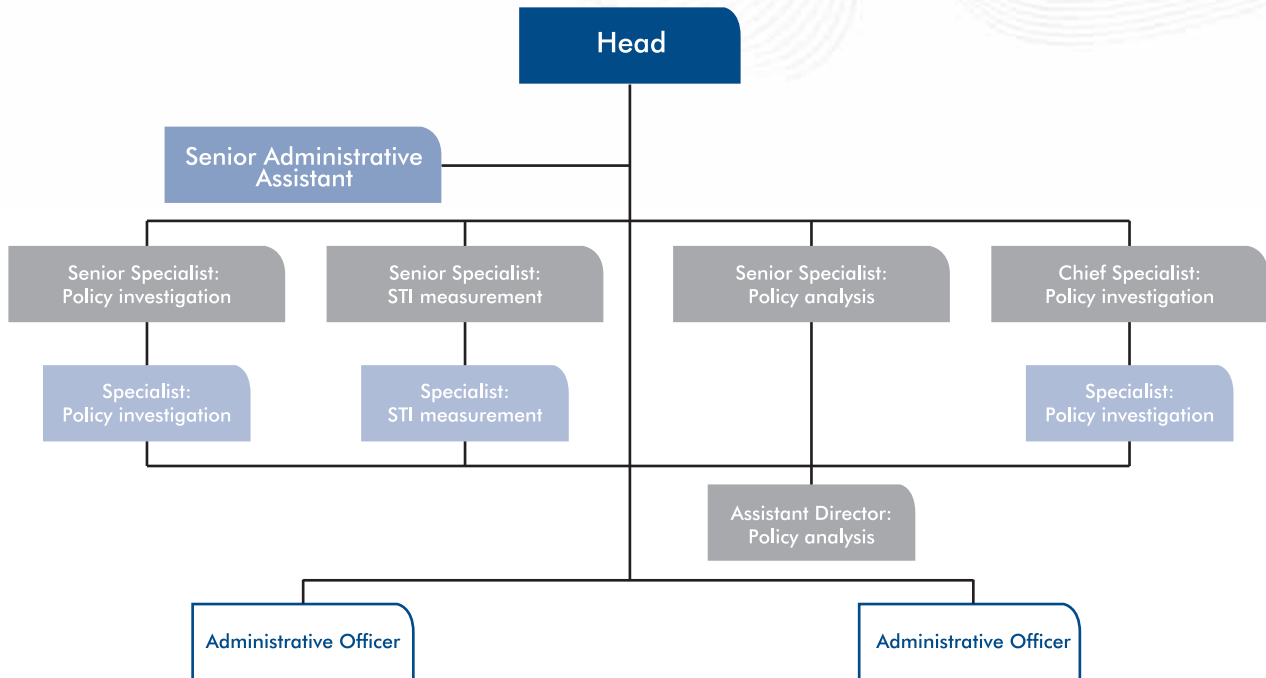 Head
Senior Administrative
Assistant
Senior Specialist:
Policy investigation
Senior Specialist:
STI measurement
Senior Specialist:
Policy analysis
Chief Specialist:
Policy investigation
Specialist:
Policy investigation
Specialist:
STI measurement
Specialist:
Policy investigation
Assistant Director:
Policy analysis
Administrative Officer
Administrative Officer